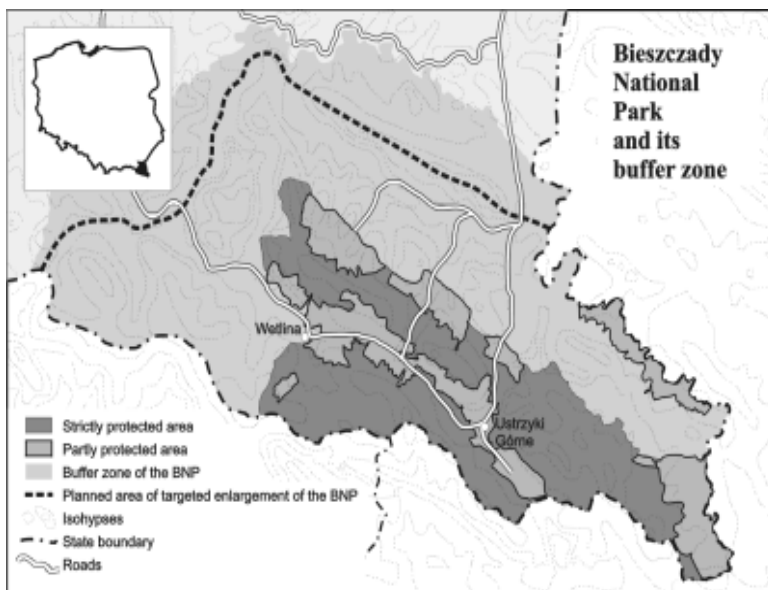 Bieszczady
National
Park
and its
buffer zone
Wetlina
Ustrzyki
Górne
Strictly protected area
Partly protected area
Buffer zone of the BNP
Planned area of targeted enlargement of the BNP
Isohypses
State boundary
Roads